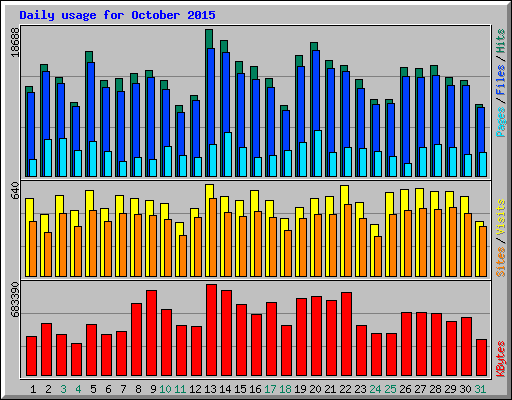 Daily usage for October 2015
18888
Pages/Files/Hits
640
Sites/Visits
683390
KBytes
1 2 3 4 5 6 7 8 9 10 11 12 13 14 15 16 17 18 19 20 21 22 23 24 25 26 27 28 29 30 31